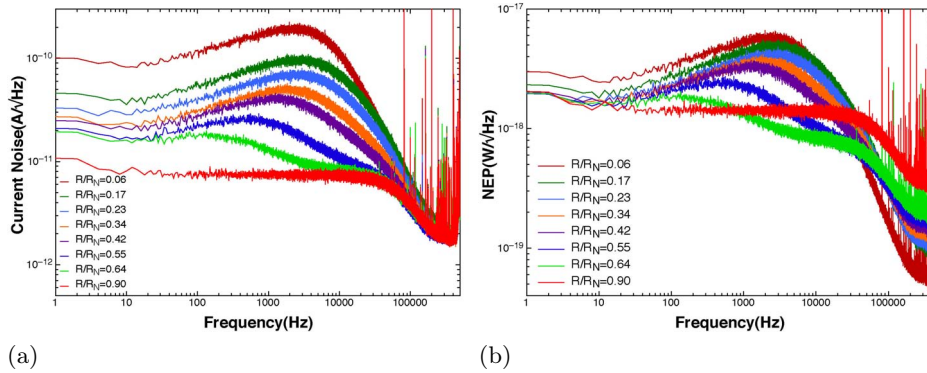 Current Noise(A/√Hz)
10⁻¹⁰
10⁻¹¹
10⁻¹²
R/R_N=0.06
R/R_N=0.17
R/R_N=0.23
R/R_N=0.34
R/R_N=0.42
R/R_N=0.55
R/R_N=0.64
R/R_N=0.90
1 10 100 1000 10000 100000
Frequency(Hz)
(a)
NEP(W/√Hz)
10⁻¹⁷
10⁻¹⁸
10⁻¹⁹
R/R_N=0.06
R/R_N=0.17
R/R_N=0.23
R/R_N=0.34
R/R_N=0.42
R/R_N=0.55
R/R_N=0.64
R/R_N=0.90
1 10 100 1000 10000 100000
Frequency(Hz)
(b)